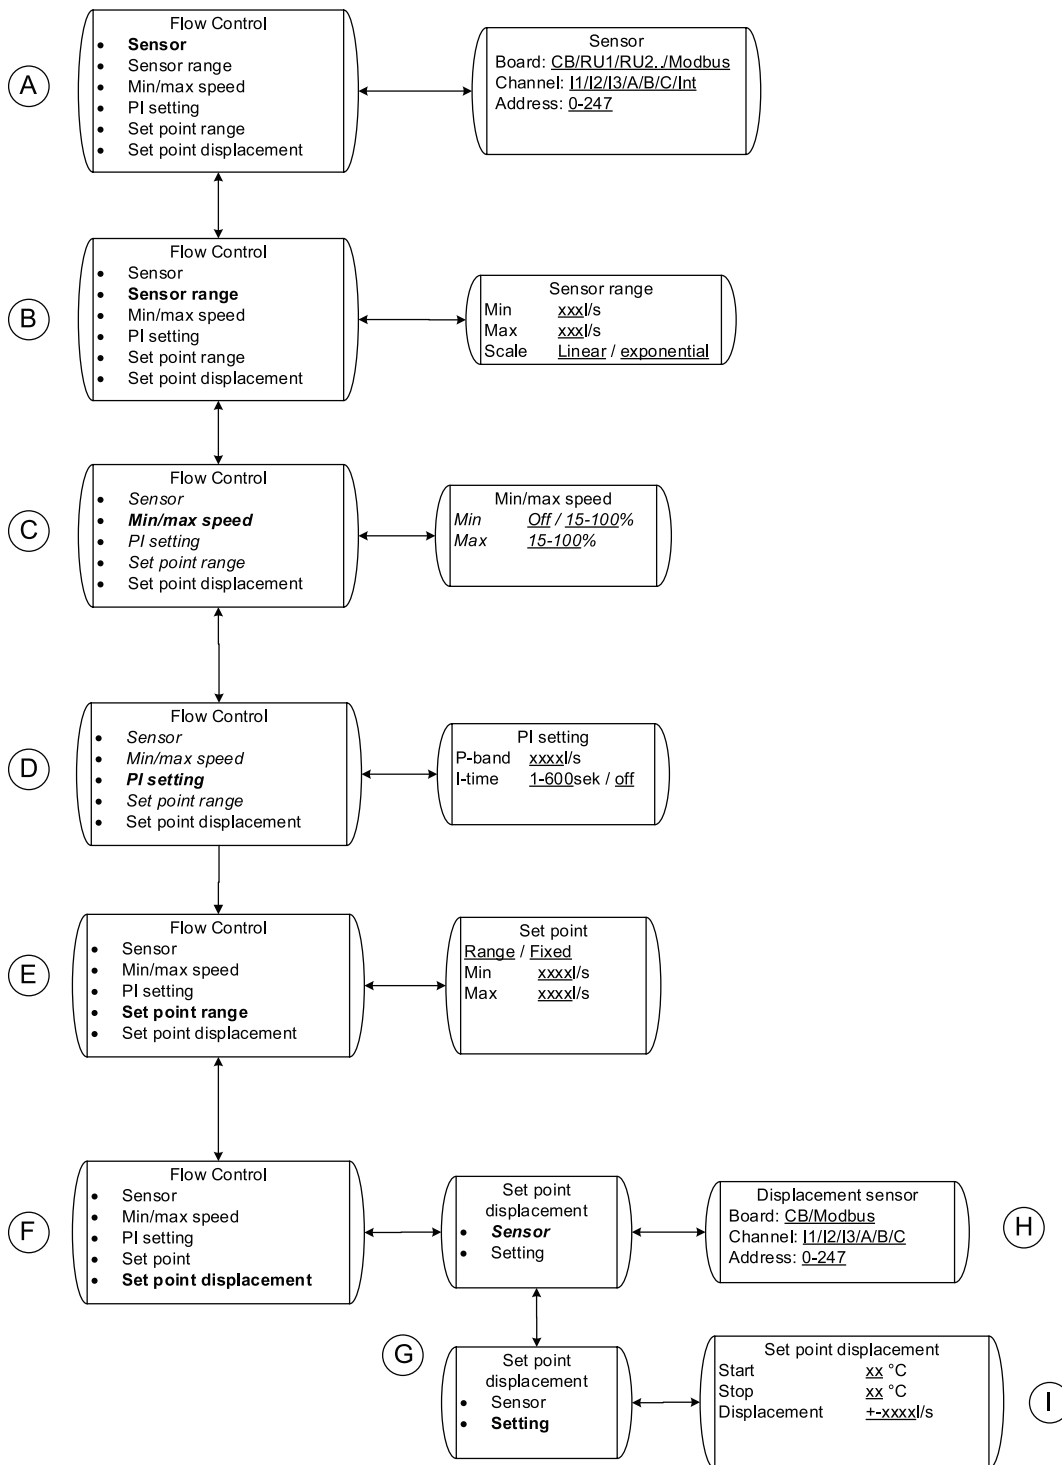 A
Flow Control
• Sensor
• Sensor range
• Min/max speed
• PI setting
• Set point range
• Set point displacement
Sensor
Board: CB/RU1/RU2../Modbus
Channel: I1/I2/I3/A/B/C/Int
Address: 0-247
B
Flow Control
• Sensor
• Sensor range
• Min/max speed
• PI setting
• Set point range
• Set point displacement
Sensor range
Min xxxl/s
Max xxxl/s
Scale Linear / exponential
C
Flow Control
• Sensor
• Min/max speed
• PI setting
• Set point range
• Set point displacement
Min/max speed
Min Off / 15-100%
Max 15-100%
D
Flow Control
• Sensor
• Min/max speed
• PI setting
• Set point range
• Set point displacement
PI setting
P-band xxxxl/s
I-time 1-600sek / off
E
Flow Control
• Sensor
• Min/max speed
• PI setting
• Set point range
• Set point displacement
Set point
Range / Fixed
Min xxxxl/s
Max xxxxl/s
F
Flow Control
• Sensor
• Min/max speed
• PI setting
• Set point
• Set point displacement
Set point
displacement
• Sensor
• Setting
Displacement sensor
Board: CB/Modbus
Channel: I1/I2/I3/A/B/C
Address: 0-247
H
G
Set point
displacement
• Sensor
• Setting
Set point displacement
Start xx °C
Stop xx °C
Displacement +-xxxxl/s
I